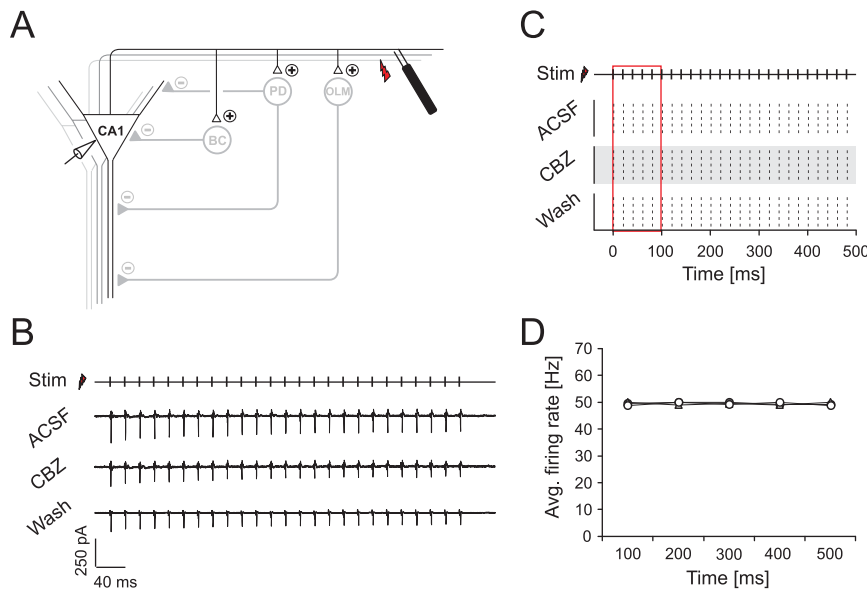 A
PD
OLM
CA1
BC
B
Stim
ACSF
CBZ
Wash
250 pA
40 ms
C
Stim
ACSF
CBZ
Wash
0 100 200 300 400 500
Time [ms]
D
Avg. firing rate [Hz]
70
60
50
40
30
20
10
0
100 200 300 400 500
Time [ms]